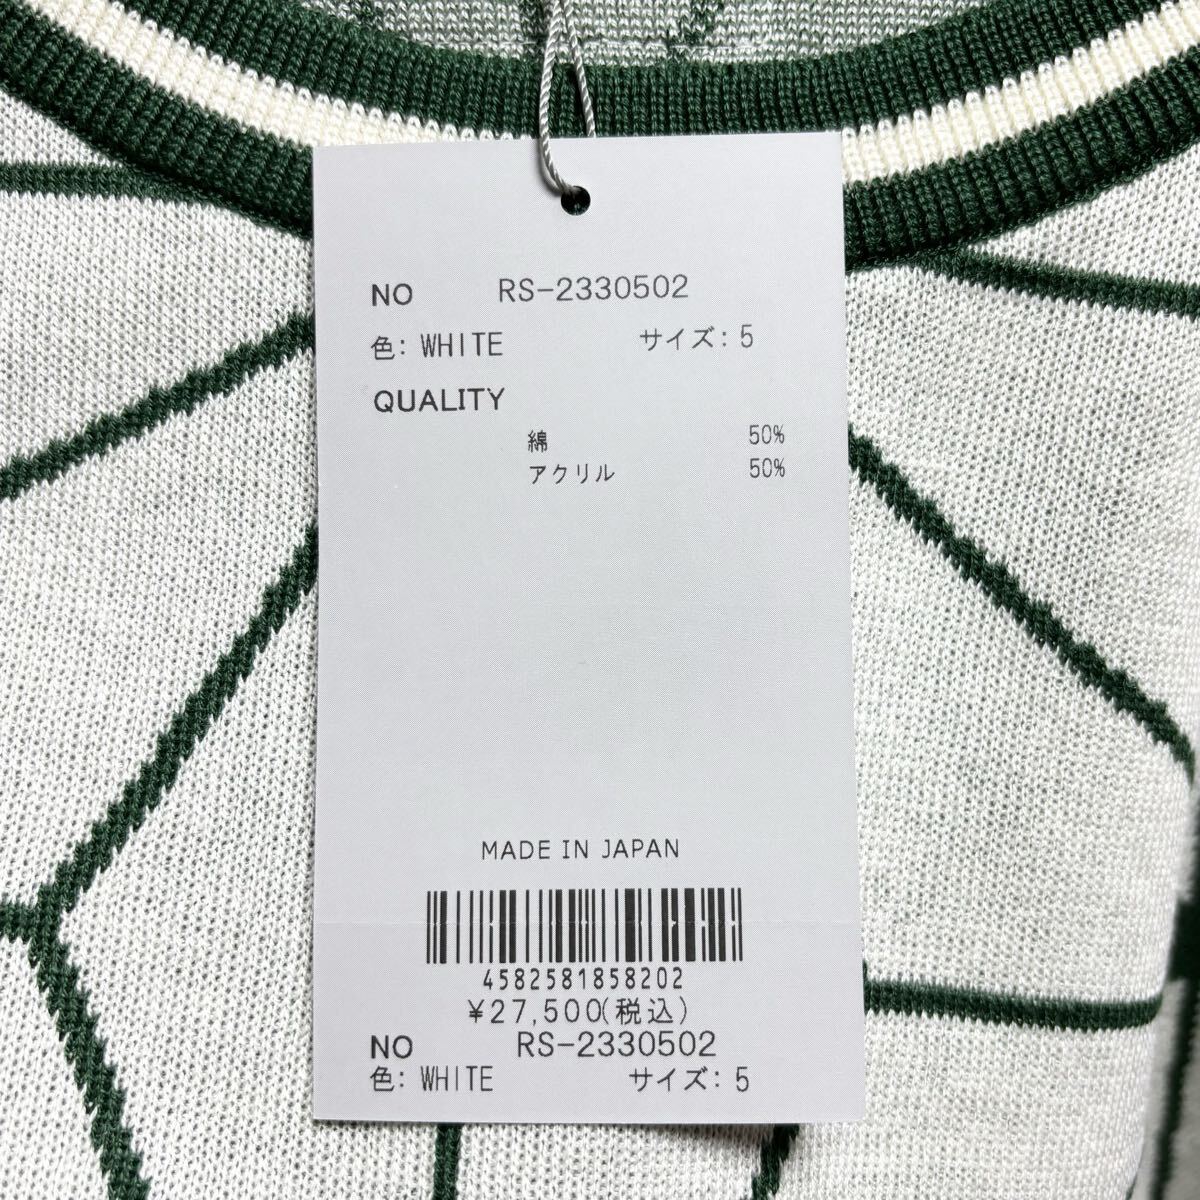 NO RS-2330502
色: WHITE サイズ: 5
QUALITY
綿 50%
アクリル 50%
MADE IN JAPAN
4582581858202
¥27,500(税込)
NO RS-2330502
色: WHITE サイズ: 5